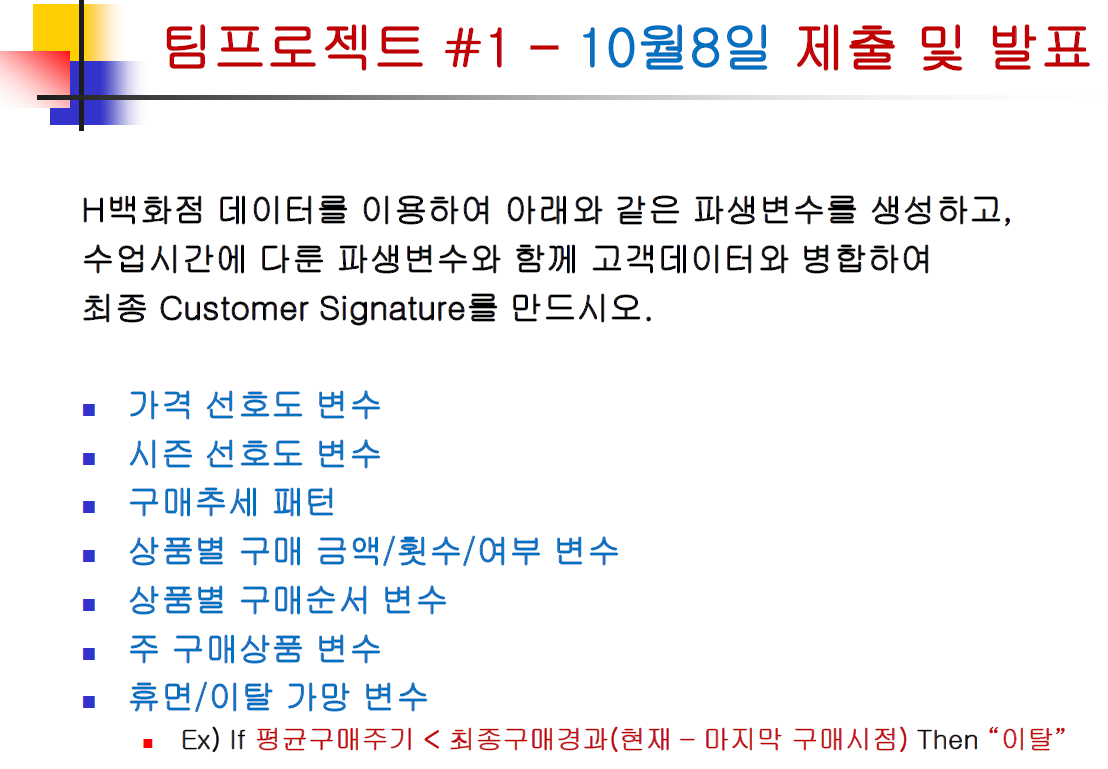 팀프로젝트 #1 – 10월8일 제출 및 발표
H백화점 데이터를 이용하여 아래와 같은 파생변수를 생성하고,
수업시간에 다룬 파생변수와 함께 고객데이터와 병합하여
최종 Customer Signature를 만드시오.
가격 선호도 변수
시즌 선호도 변수
구매추세 패턴
상품별 구매 금액/횟수/여부 변수
상품별 구매순서 변수
주 구매상품 변수
휴면/이탈 가망 변수
Ex) If 평균구매주기 < 최종구매경과(현재 – 마지막 구매시점) Then “이탈”